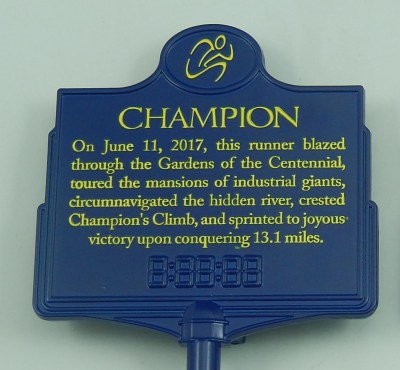 CHAMPION
On June 11, 2017, this runner blazed
through the Gardens of the Centennial,
toured the mansions of industrial giants,
circumnavigated the hidden river, crested
Champion's Climb, and sprinted to joyous
victory upon conquering 13.1 miles.
8:88:88